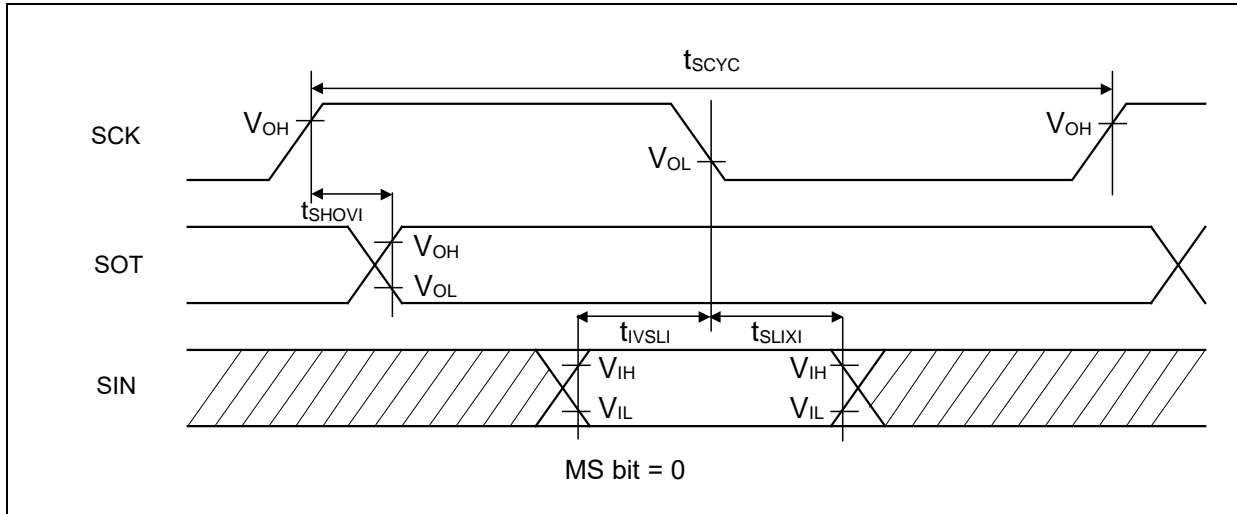 tSCYC
SCK
VOH
VOL
VOH
tSHOVI
SOT
VOH
VOL
tIVSLI
tSLIXI
SIN
VIH
VIL
VIH
VIL
MS bit = 0